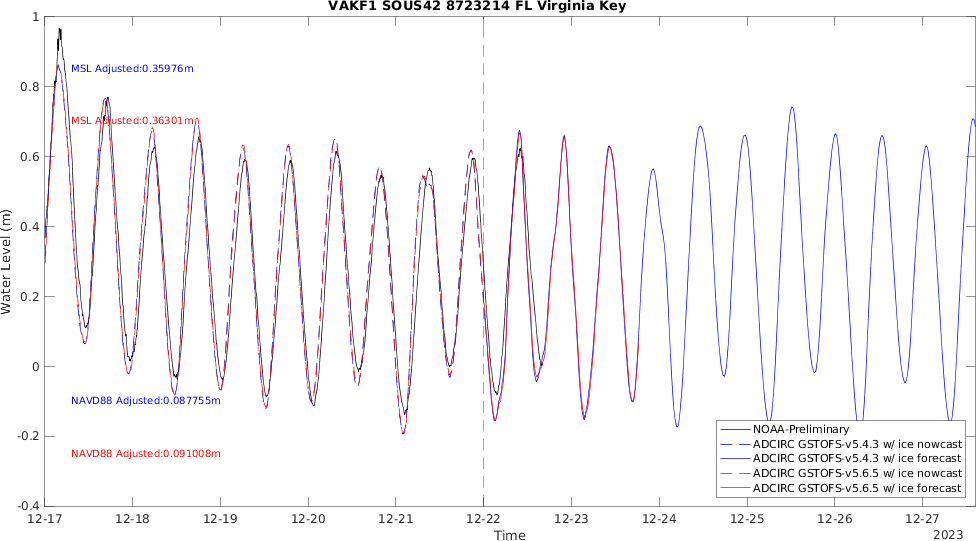 VAKF1 SOUS42 8723214 FL Virginia Key
1
0.8
0.6
0.4
0.2
0
-0.2
-0.4
Water Level (m)
MSL Adjusted:0.35976m
MSL Adjusted:0.36301m
NAVD88 Adjusted:0.087755m
NAVD88 Adjusted:0.091008m
NOAA-Preliminary
ADCIRC GSTOFS-v5.4.3 w/ ice nowcast
ADCIRC GSTOFS-v5.4.3 w/ ice forecast
ADCIRC GSTOFS-v5.6.5 w/ ice nowcast
ADCIRC GSTOFS-v5.6.5 w/ ice forecast
12-17 12-18 12-19 12-20 12-21 12-22 12-23 12-24 12-25 12-26 12-27
Time
2023